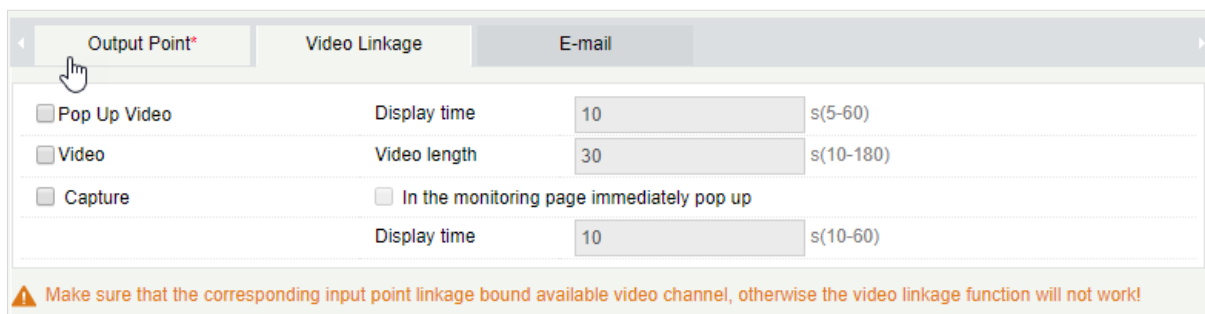 Output Point* Video Linkage E-mail
Pop Up Video Display time 10 s(5-60)
Video Video length 30 s(10-180)
Capture In the monitoring page immediately pop up
Display time 10 s(10-60)
Make sure that the corresponding input point linkage bound available video channel, otherwise the video linkage function will not work!